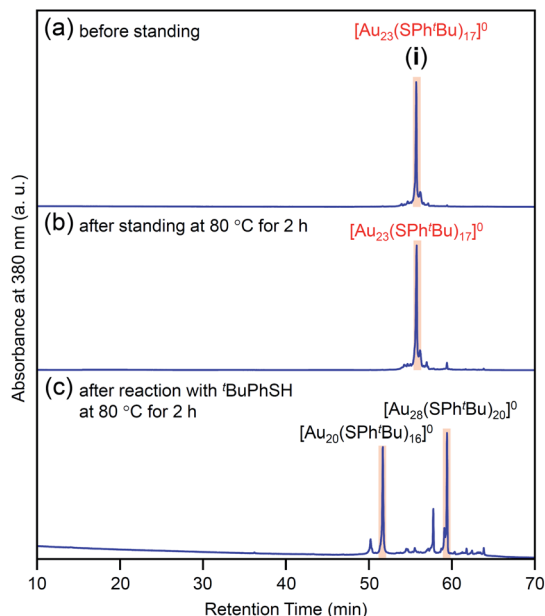 (a) before standing
[Au₂₃(SPhᵗBu)₁₇]⁰
(i)
(b) after standing at 80 °C for 2 h
[Au₂₃(SPhᵗBu)₁₇]⁰
(c) after reaction with ᵗBuPhSH
at 80 °C for 2 h
[Au₂₈(SPhᵗBu)₂₀]⁰
[Au₂₀(SPhᵗBu)₁₆]⁰
Absorbance at 380 nm (a. u.)
10 20 30 40 50 60 70
Retention Time (min)